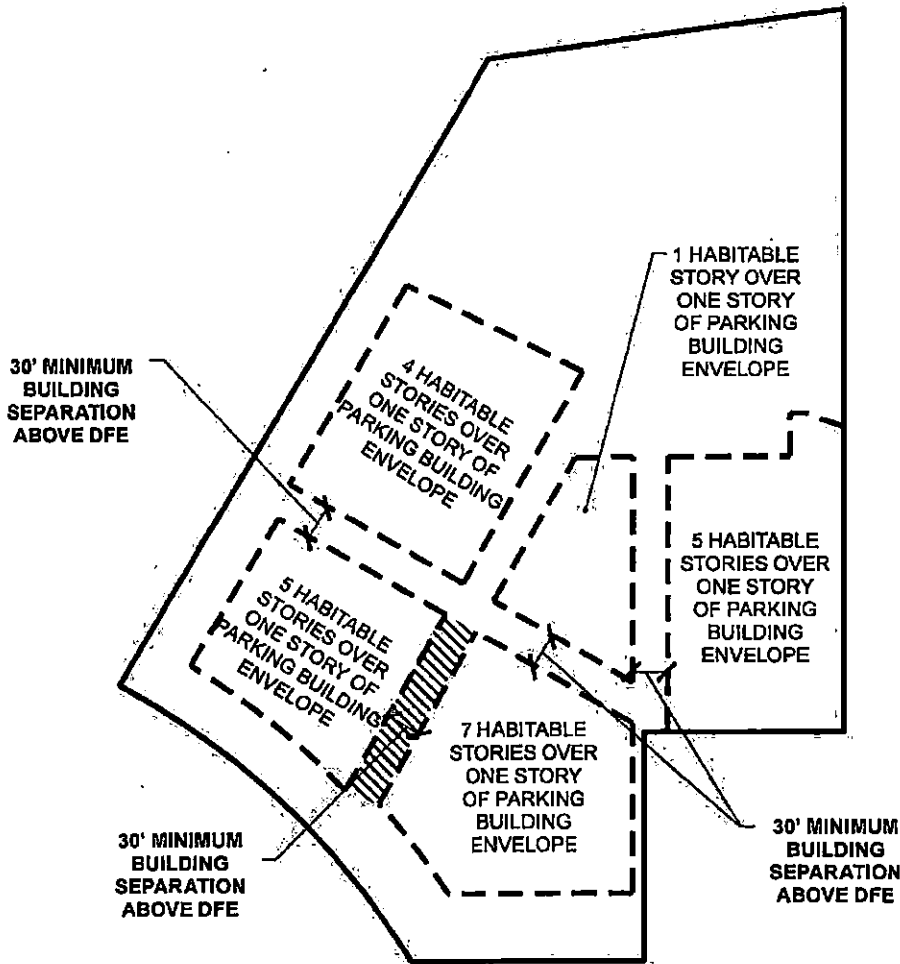 1 HABITABLE
STORY OVER
ONE STORY
OF PARKING
BUILDING
ENVELOPE
30' MINIMUM
BUILDING
SEPARATION
ABOVE DFE
4 HABITABLE
STORIES OVER
ONE STORY OF
PARKING BUILDING
ENVELOPE
5 HABITABLE
STORIES OVER
ONE STORY
OF PARKING
BUILDING
ENVELOPE
5 HABITABLE
STORIES OVER
ONE STORY OF
PARKING BUILDING
ENVELOPE
7 HABITABLE
STORIES OVER
ONE STORY
OF PARKING
BUILDING
ENVELOPE
30' MINIMUM
BUILDING
SEPARATION
ABOVE DFE
30' MINIMUM
BUILDING
SEPARATION
ABOVE DFE